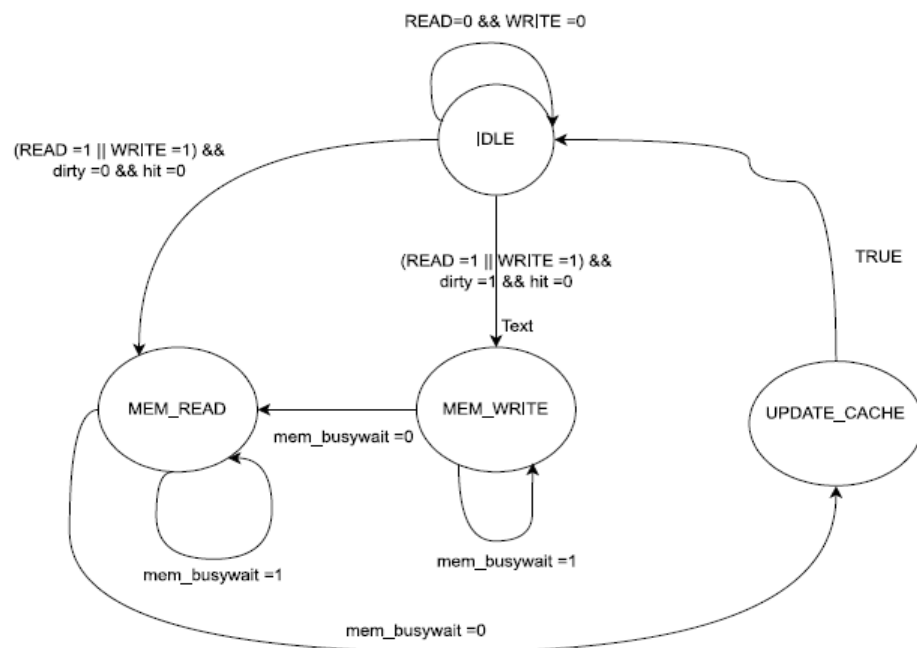 READ=0 && WRITE =0
IDLE
(READ =1 || WRITE =1) &&
dirty =0 && hit =0
(READ =1 || WRITE =1) &&
dirty =1 && hit =0
TRUE
Text
MEM_READ
MEM_WRITE
UPDATE_CACHE
mem_busywait =0
mem_busywait =1
mem_busywait =1
mem_busywait =0